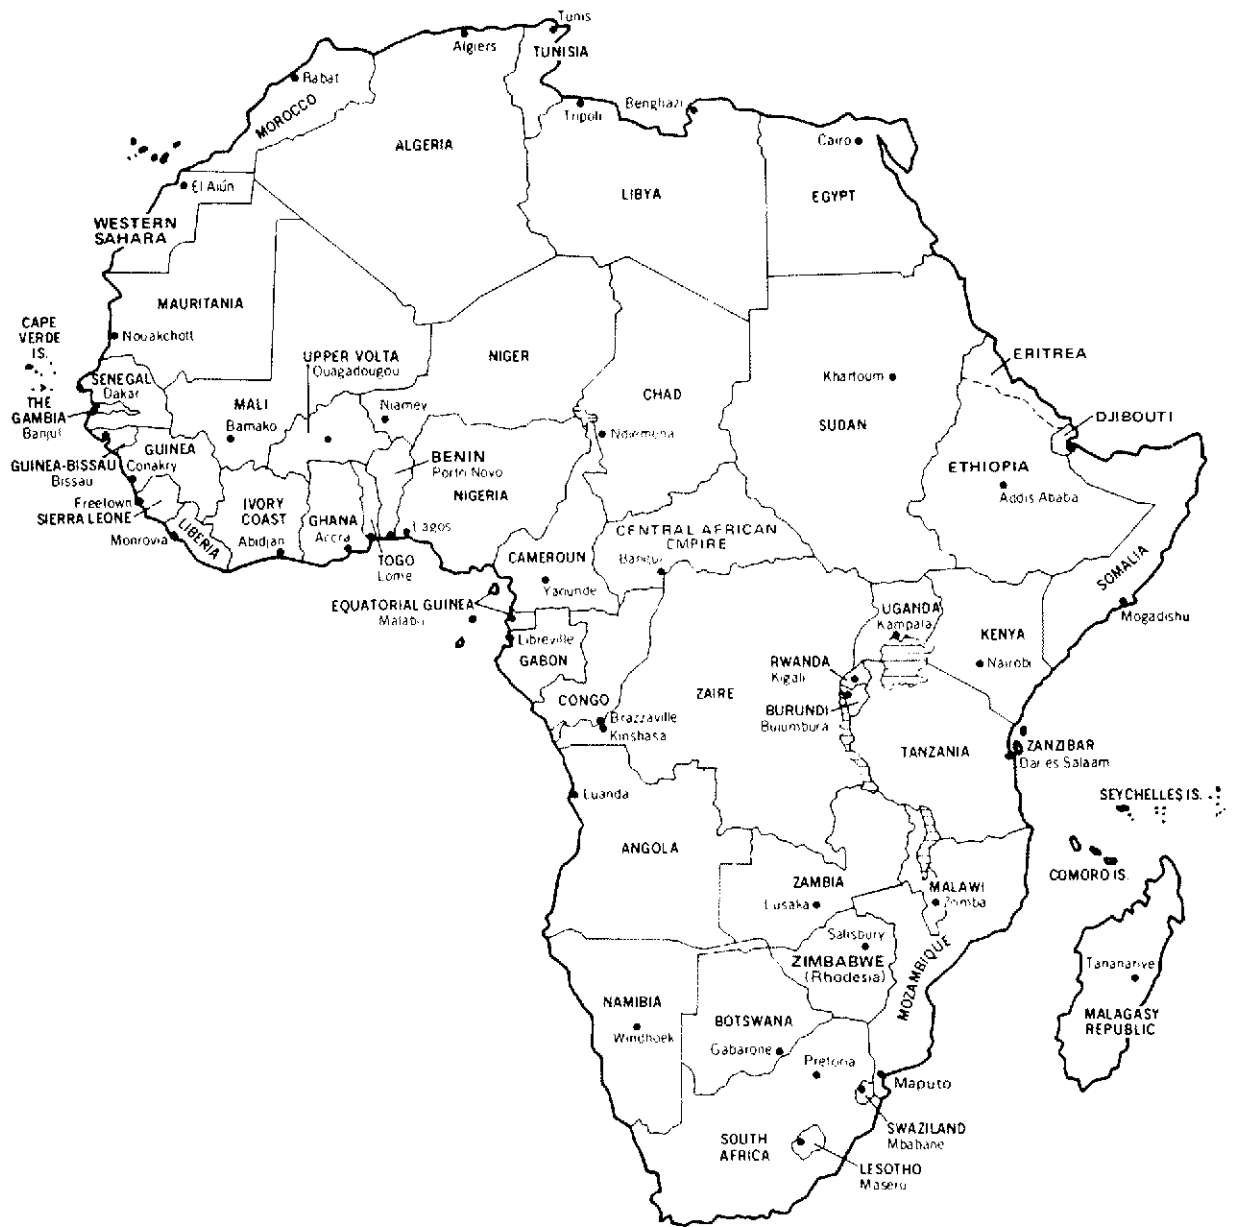 Tunis
Algiers
TUNISIA
Rabat
MOROCCO
Tripoli
Benghazi
Cairo
ALGERIA
LIBYA
EGYPT
El Aiún
WESTERN
SAHARA
MAURITANIA
Nouakchott
CAPE
VERDE
IS.
UPPER VOLTA
Ouagadougou
NIGER
ERITREA
SENEGAL
Dakar
THE
GAMBIA
Banjul
MALI
Bamako
Niamey
CHAD
Ndjemena
Khartoum
SUDAN
DJIBOUTI
GUINEA
Conakry
GUINEA-BISSAU
Bissau
BENIN
Porto Novo
NIGERIA
ETHIOPIA
Addis Ababa
Freetown
SIERRA LEONE
IVORY
COAST
Abidjan
GHANA
Accra
Lagos
LIBERIA
Monrovia
TOGO
Lome
CENTRAL AFRICAN
EMPIRE
Bangui
CAMEROUN
Yaounde
SOMALIA
Mogadishu
EQUATORIAL GUINEA
Malabu
UGANDA
Kampala
KENYA
Nairobi
Libreville
GABON
CONGO
ZAIRE
RWANDA
Kigali
BURUNDI
Bujumbura
Brazzaville
Kinshasa
TANZANIA
ZANZIBAR
Dar es Salaam
Luanda
SEYCHELLES IS.
ANGOLA
COMORO IS.
ZAMBIA
Lusaka
MALAWI
Zomba
Salisbury
ZIMBABWE
(Rhodesia)
MOZAMBIQUE
Tananarive
MALAGASY
REPUBLIC
NAMIBIA
Windhoek
BOTSWANA
Gabarone
Pretoria
Maputo
SWAZILAND
Mbabane
SOUTH
AFRICA
LESOTHO
Maseru